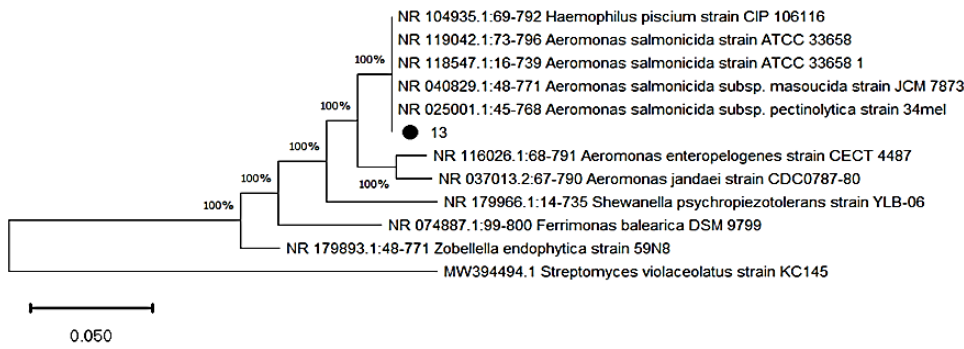 NR 104935.1:69-792 Haemophilus piscium strain CIP 106116
NR 119042.1:73-796 Aeromonas salmonicida strain ATCC 33658
100% NR 118547.1:16-739 Aeromonas salmonicida strain ATCC 33658 1
NR 040829.1:48-771 Aeromonas salmonicida subsp. masoucida strain JCM 7873
100% NR 025001.1:45-768 Aeromonas salmonicida subsp. pectinolytica strain 34mel
13
100% NR 116026.1:68-791 Aeromonas enteropelogenes strain CECT 4487
100% NR 037013.2:67-790 Aeromonas jandaei strain CDC0787-80
100% NR 179966.1:14-735 Shewanella psychropiezotolerans strain YLB-06
100% NR 074887.1:99-800 Ferrimonas balearica DSM 9799
NR 179893.1:48-771 Zobellella endophytica strain 59N8
MW394494.1 Streptomyces violaceolatus strain KC145
0.050